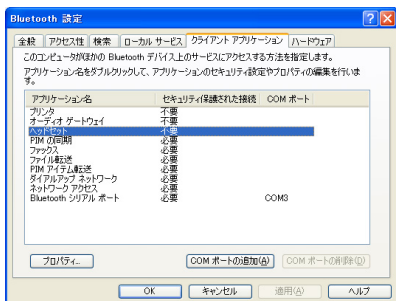 Bluetooth 設定
全般 アクセス性 検索 ローカル サービス クライアント アプリケーション ハードウェア
このコンピュータがほかの Bluetooth デバイス上のサービスにアクセスする方法を指定します。
アプリケーション名をダブルクリックして、アプリケーションのセキュリティ設定やプロパティの編集を行いま
す。
アプリケーション名 セキュリティ保護された接続 COM ポート
プリンタ 不要
オーディオ ゲートウェイ 不要
ヘッドセット 不要
PIM の同期 必要
ファックス 必要
ファイル転送 必要
PIM アイテム転送 必要
ダイヤルアップ ネットワーク 必要
ネットワーク アクセス 必要
Bluetooth シリアル ポート 必要 COM3
プロパティ... COM ポートの追加(A) COM ポートの削除(D)
OK キャンセル 適用(A) ヘルプ